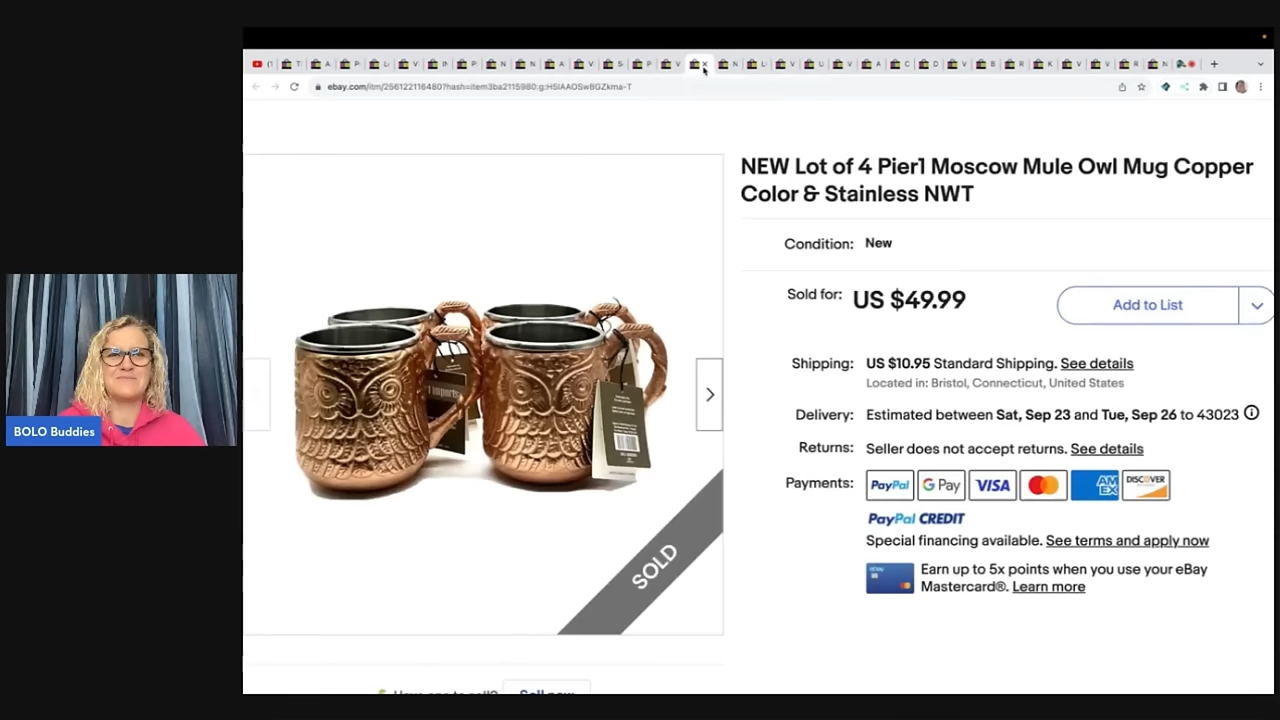 ebay.com/itm/256122116480?hash=item3ba2115980:g:H5IAAOSwBGZkma-T
NEW Lot of 4 Pier1 Moscow Mule Owl Mug Copper
Color & Stainless NWT
Condition: New
Sold for: US $49.99
Add to List
Shipping: US $10.95 Standard Shipping. See details
Located in: Bristol, Connecticut, United States
Delivery: Estimated between Sat, Sep 23 and Tue, Sep 26 to 43023
Returns: Seller does not accept returns. See details
Payments: PayPal G Pay VISA AM EX DISCOVER
PayPal CREDIT
Special financing available. See terms and apply now
Earn up to 5x points when you use your eBay
Mastercard®. Learn more
SOLD
BOLO Buddies
Sell now